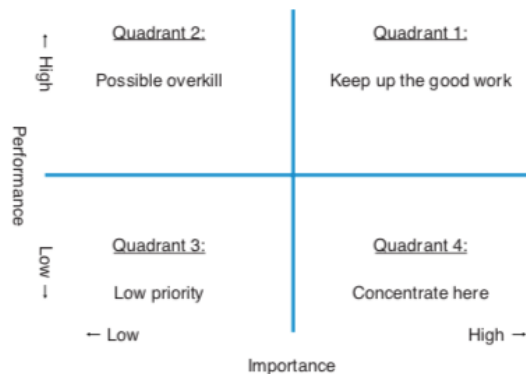 Quadrant 2:
Possible overkill
Quadrant 1:
Keep up the good work
← High
Performance
Low →
Quadrant 3:
Low priority
Quadrant 4:
Concentrate here
← Low
High →
Importance